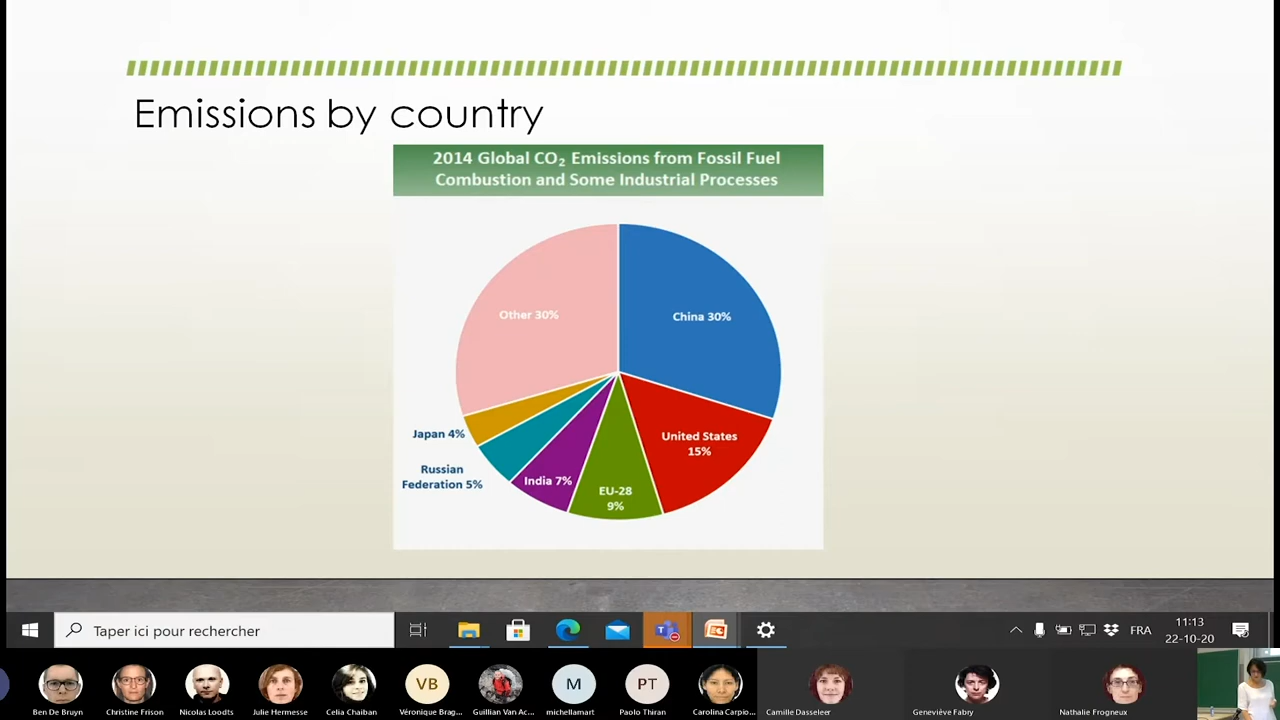 Emissions by country
2014 Global CO₂ Emissions from Fossil Fuel
Combustion and Some Industrial Processes
Other 30%
China 30%
Japan 4%
United States
15%
Russian
Federation 5%
India 7%
EU-28
9%
Taper ici pour rechercher
FRA
11:13
22-10-20
VB
M
PT
Ben De Bruyn
Christine Frison
Nicolas Loodts
Julie Hermesse
Celia Chaiban
Véronique Brag...
Guillian Van Ac...
michellamart
Paolo Thiran
Carolina Carpio...
Camille Dasseleer
Geneviève Fabry
Nathalie Frogneux